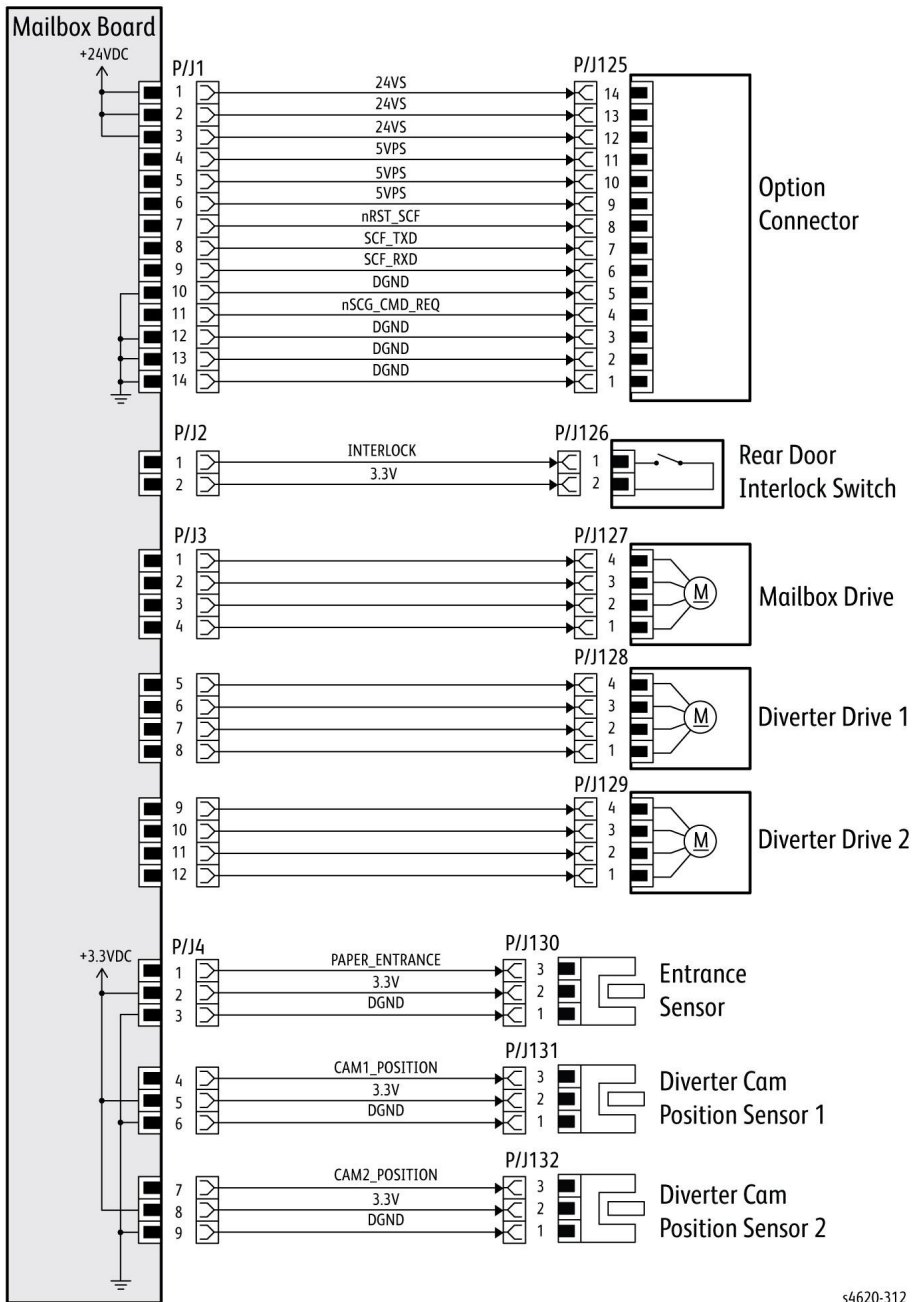 Mailbox Board
+24VDC
P/J1
P/J125
1 24VS 14
2 24VS 13
3 24VS 12
4 5VPS 11
5 5VPS 10
6 5VPS 9
7 nRST_SCF 8
8 SCF_TXD 7
9 SCF_RXD 6
10 DGND 5
11 nSCG_CMD_REQ 4
12 DGND 3
13 DGND 2
14 DGND 1
Option
Connector
P/J2
P/J126
1 INTERLOCK 1
2 3.3V 2
Rear Door
Interlock Switch
P/J3
P/J127
1 4
2 3
3 2
4 1
M
Mailbox Drive
P/J128
5 4
6 3
7 2
8 1
M
Diverter Drive 1
P/J129
9 4
10 3
11 2
12 1
M
Diverter Drive 2
+3.3VDC
P/J4
P/J130
1 PAPER_ENTRANCE 3
2 3.3V 2
3 DGND 1
Entrance
Sensor
P/J131
4 CAM1_POSITION 3
5 3.3V 2
6 DGND 1
Diverter Cam
Position Sensor 1
P/J132
7 CAM2_POSITION 3
8 3.3V 2
9 DGND 1
Diverter Cam
Position Sensor 2
s4620-312